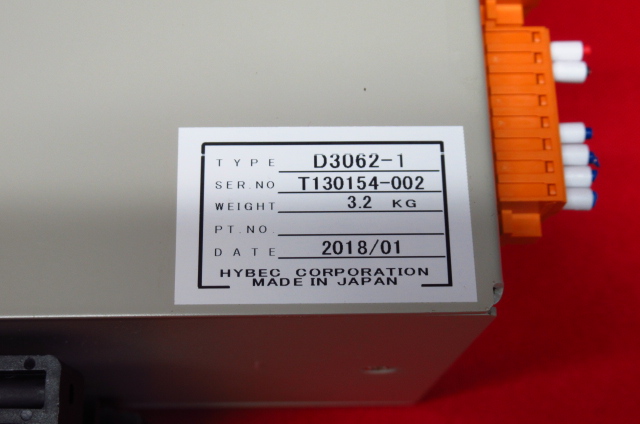 TYPE D3062-1
SER.NO T130154-002
WEIGHT 3.2 KG
PT.NO.
DATE 2018/01
HYBEC CORPORATION
MADE IN JAPAN